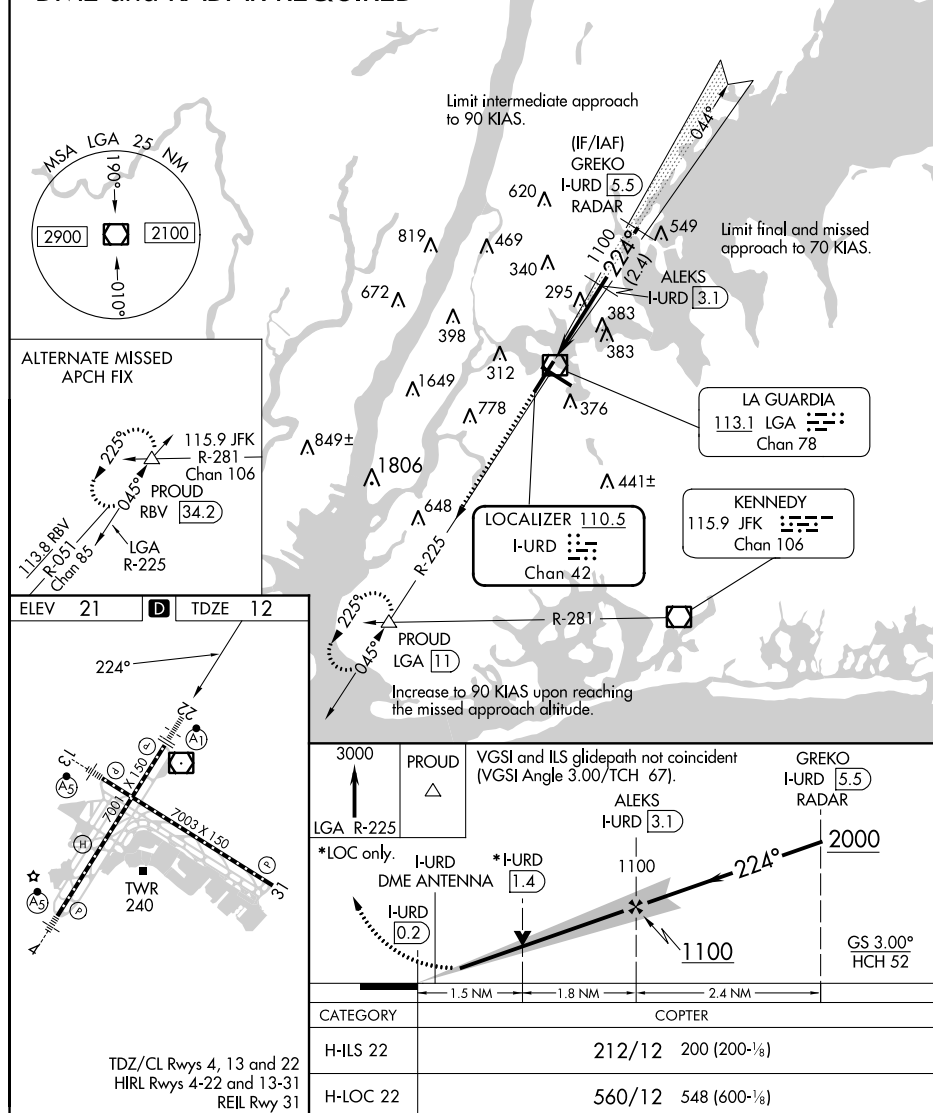 DME and RADAR REQUIRED
Limit intermediate approach
to 90 KIAS.
MSA LGA 25 NM
190°
2900
2100
010°
(IF/IAF)
GREKO
I-URD 5.5
RADAR
044°
620
549
819
469
340
1100
224°
(2.4)
Limit final and missed
approach to 70 KIAS.
ALEKS
I-URD 3.1
672
295
398
383
383
312
1649
778
376
849±
1806
648
441±
LA GUARDIA
113.1 LGA
Chan 78
KENNEDY
115.9 JFK
Chan 106
LOCALIZER 110.5
I-URD
Chan 42
R-225
R-281
225°
045°
PROUD
LGA 11
Increase to 90 KIAS upon reaching
the missed approach altitude.
ALTERNATE MISSED
APCH FIX
225°
045°
115.9 JFK
R-281
Chan 106
PROUD
RBV 34.2
113.8 RBV
R-051
Chan 85
LGA
R-225
ELEV 21
D
TDZE 12
224°
22
A1
P
13
P
A5
7001 X 150
7003 X 150
H
P
31
TWR
240
A5
P
4
TDZ/CL Rwys 4, 13 and 22
HIRL Rwys 4-22 and 13-31
REIL Rwy 31
3000
LGA R-225
PROUD
VGSI and ILS glidepath not coincident
(VGSI Angle 3.00/TCH 67).
GREKO
I-URD 5.5
RADAR
ALEKS
I-URD 3.1
*LOC only.
I-URD
DME ANTENNA
*I-URD
1.4
1100
224°
2000
I-URD
0.2
1100
GS 3.00°
HCH 52
1.5 NM
1.8 NM
2.4 NM
CATEGORY
COPTER
H-ILS 22
212/12 200 (200-⅛)
H-LOC 22
560/12 548 (600-⅛)